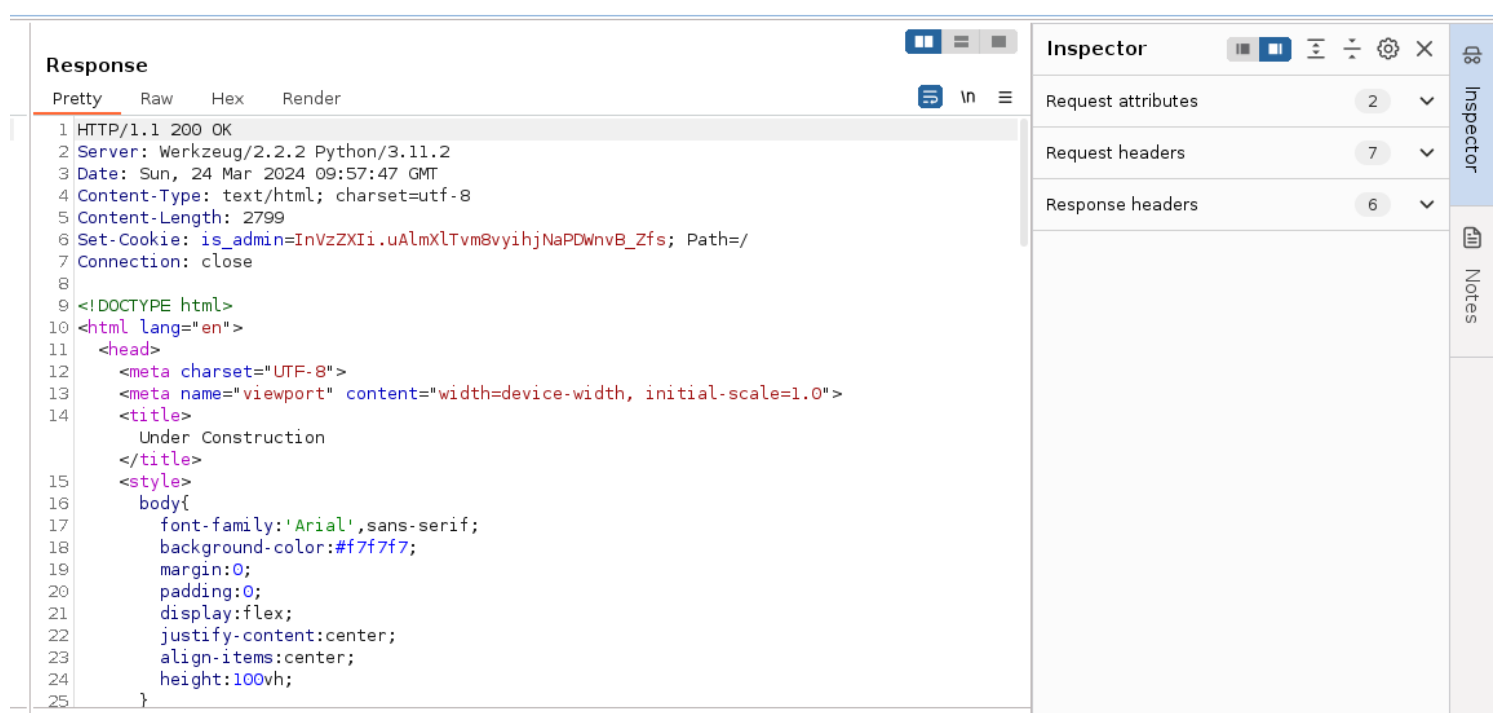 Response
Pretty Raw Hex Render \n
1 HTTP/1.1 200 OK
2 Server: Werkzeug/2.2.2 Python/3.11.2
3 Date: Sun, 24 Mar 2024 09:57:47 GMT
4 Content-Type: text/html; charset=utf-8
5 Content-Length: 2799
6 Set-Cookie: is_admin=InVzZXIi.uAlmXlTvm8vyihjNaPDWnvB_Zfs; Path=/
7 Connection: close
8
9 <!DOCTYPE html>
10 <html lang="en">
11 <head>
12 <meta charset="UTF-8">
13 <meta name="viewport" content="width=device-width, initial-scale=1.0">
14 <title>
Under Construction
</title>
15 <style>
16 body{
17 font-family:'Arial',sans-serif;
18 background-color:#f7f7f7;
19 margin:0;
20 padding:0;
21 display:flex;
22 justify-content:center;
23 align-items:center;
24 height:100vh;
25 }
Inspector
Request attributes 2
Request headers 7
Response headers 6
Inspector
Notes